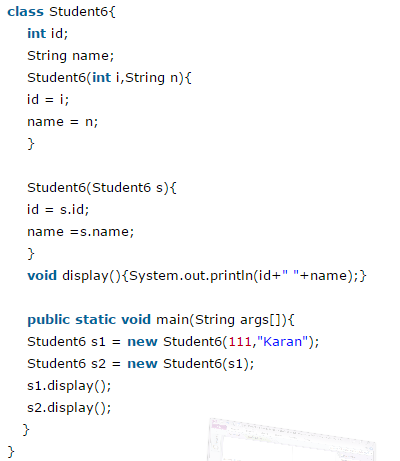 class Student6{
int id;
String name;
Student6(int i,String n){
id = i;
name = n;
}
Student6(Student6 s){
id = s.id;
name =s.name;
}
void display(){System.out.println(id+" "+name);}
public static void main(String args[]){
Student6 s1 = new Student6(111,"Karan");
Student6 s2 = new Student6(s1);
s1.display();
s2.display();
}
}